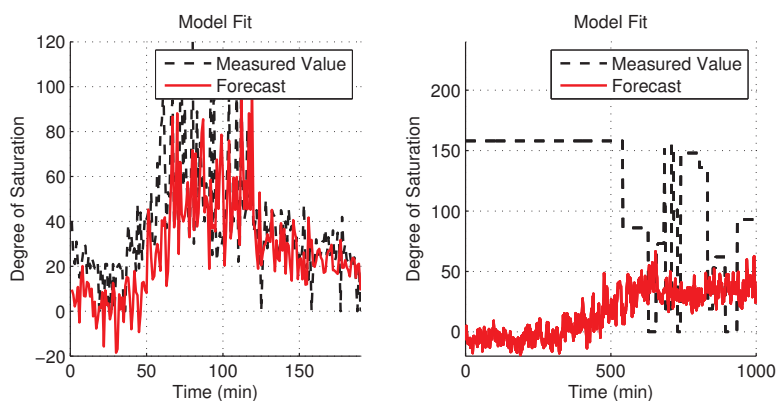 Model Fit
120
100
80
60
40
20
0
−20
Degree of Saturation
Measured Value
Forecast
0
50
100
150
Time (min)
Model Fit
200
150
100
50
0
Degree of Saturation
Measured Value
Forecast
0
500
1000
Time (min)